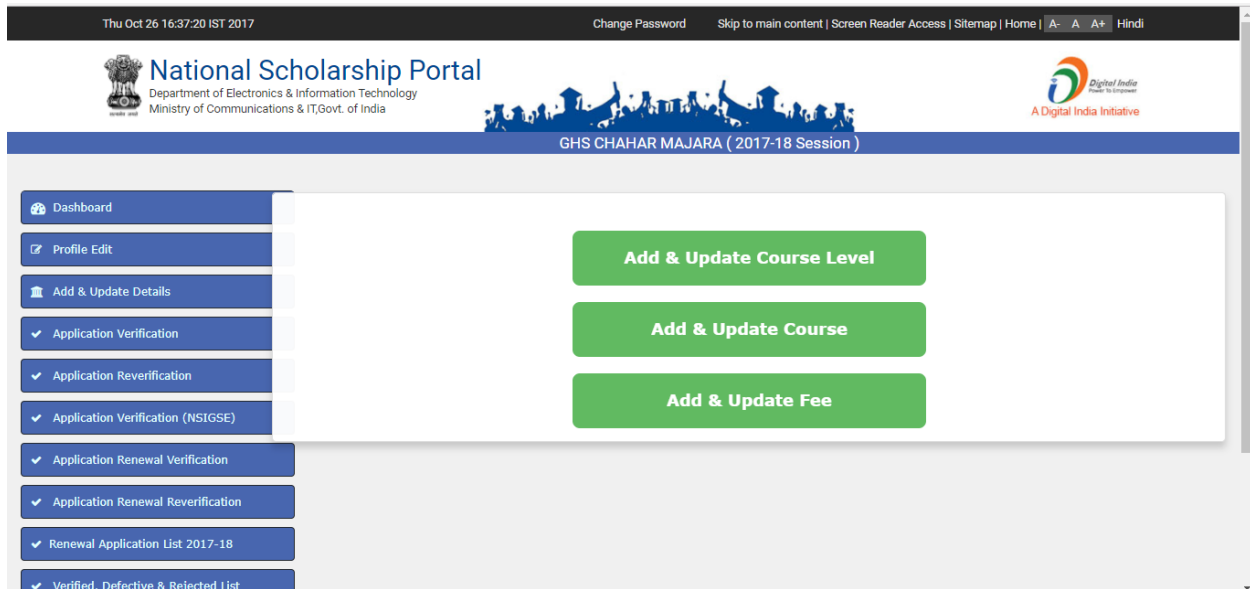 Thu Oct 26 16:37:20 IST 2017 Change Password Skip to main content | Screen Reader Access | Sitemap | Home | A- A A+ Hindi
National Scholarship Portal
Department of Electronics & Information Technology
Ministry of Communications & IT,Govt. of India
Digital India
Power To Empower
A Digital India Initiative
GHS CHAHAR MAJARA ( 2017-18 Session )
Dashboard
Profile Edit
Add & Update Details
Application Verification
Application Reverification
Application Verification (NSIGSE)
Application Renewal Verification
Application Renewal Reverification
Renewal Application List 2017-18
Verified, Defective & Rejected List
Add & Update Course Level
Add & Update Course
Add & Update Fee